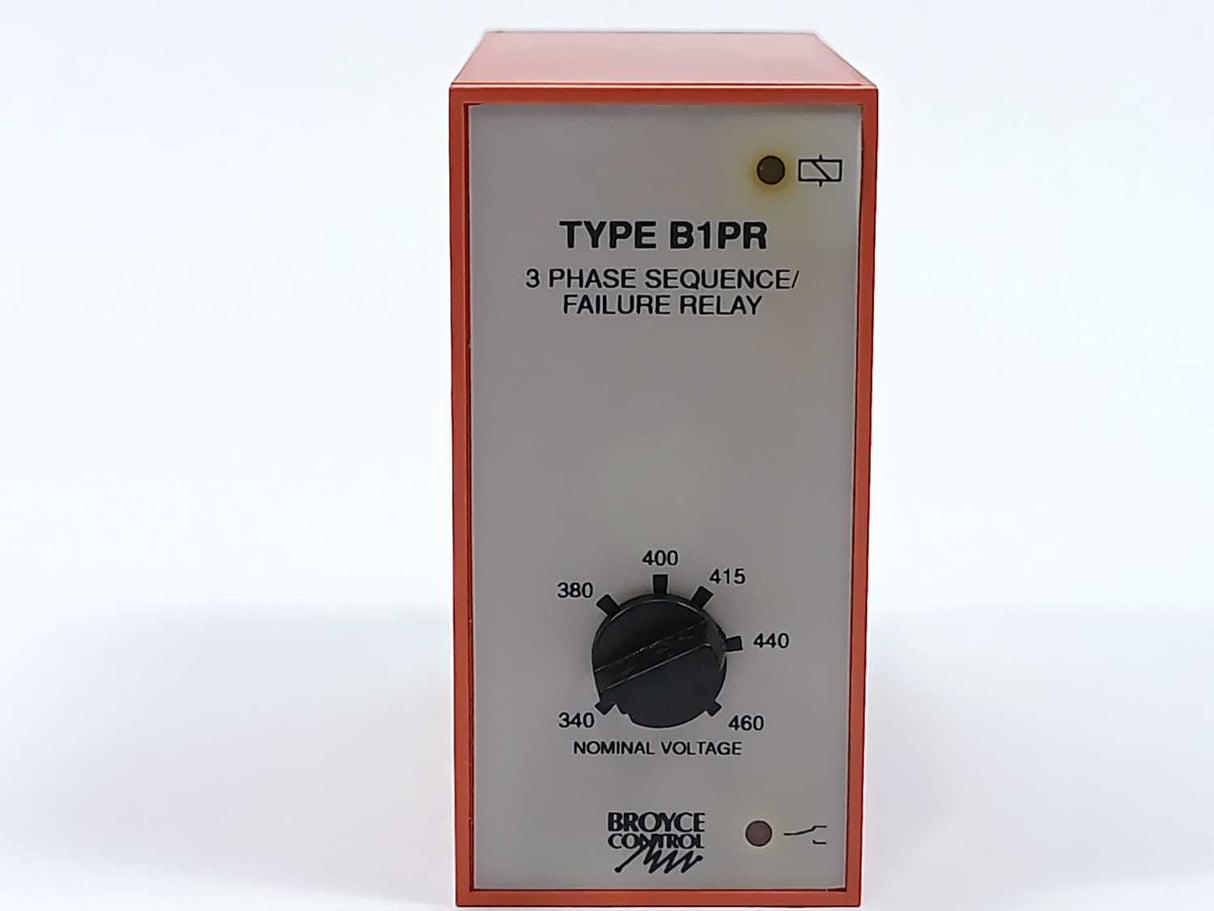 TYPE B1PR
3 PHASE SEQUENCE/
FAILURE RELAY
400
380
415
440
340
460
NOMINAL VOLTAGE
BROYCE
CONTROL